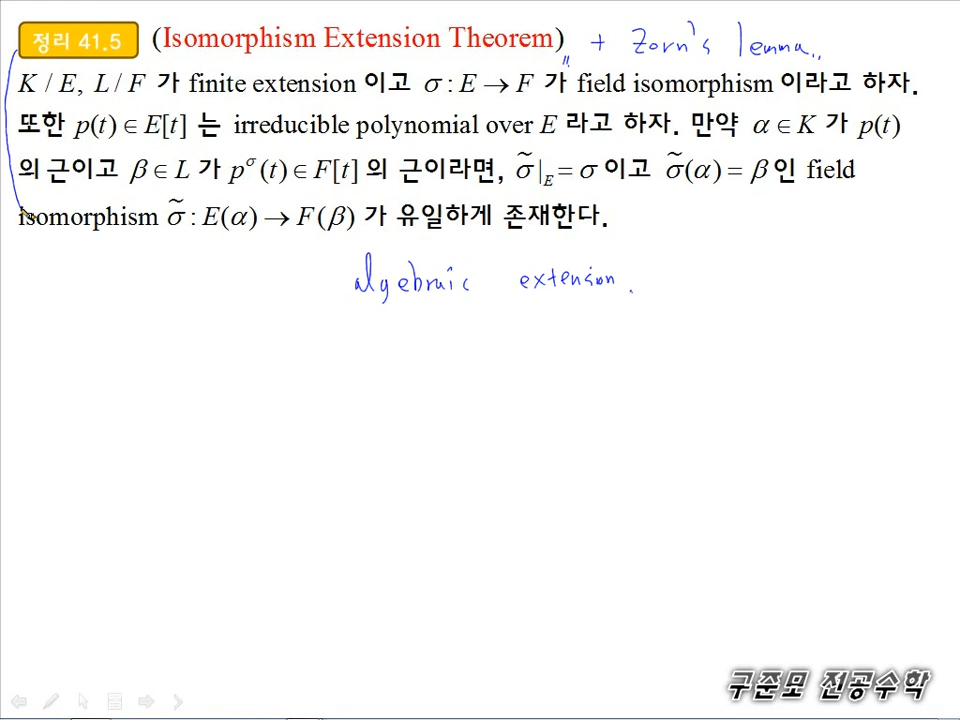 정리 41.5 (Isomorphism Extension Theorem) + Zorn's lemma..
K / E, L / F 가 finite extension 이고 σ : E → F 가 field isomorphism 이라고 하자.
또한 p(t) ∈ E[t] 는 irreducible polynomial over E 라고 하자. 만약 α ∈ K 가 p(t)
의 근이고 β ∈ L 가 p^σ (t) ∈ F[t] 의 근이라면, σ̃ |_E = σ 이고 σ̃(α) = β 인 field
isomorphism σ̃ : E(α) → F(β) 가 유일하게 존재한다.
algebraic extension.
구준모 전공수학